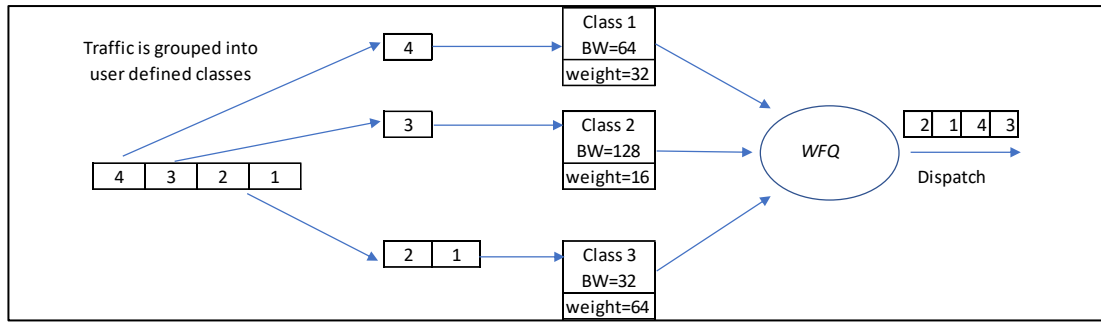 Traffic is grouped into
user defined classes
4 3 2 1
4
3
2 1
Class 1
BW=64
weight=32
Class 2
BW=128
weight=16
Class 3
BW=32
weight=64
WFQ
2 1 4 3
Dispatch